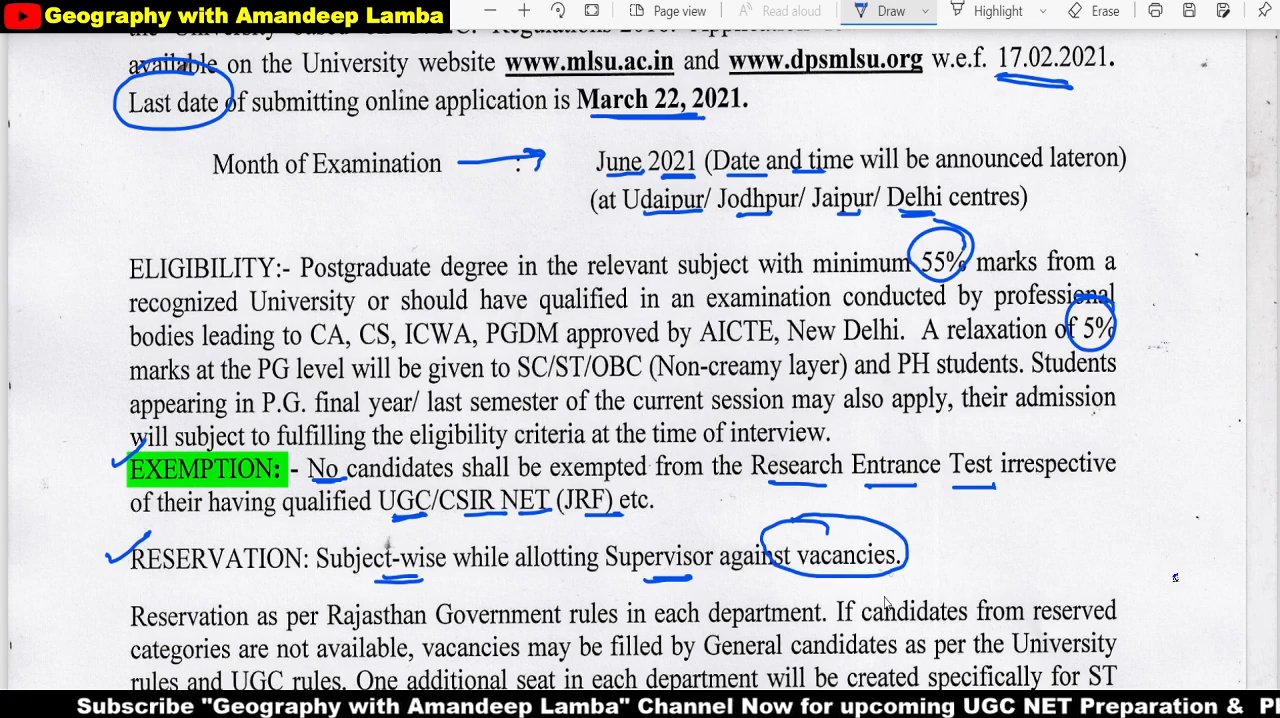 Geography with Amandeep Lamba
Page view
Read aloud
Draw
Highlight
Erase
the University based on Regulations 2016.
available on the University website www.mlsu.ac.in and www.dpsmlsu.org w.e.f. 17.02.2021.
Last date of submitting online application is March 22, 2021.
Month of Examination : June 2021 (Date and time will be announced lateron)
(at Udaipur/ Jodhpur/ Jaipur/ Delhi centres)
ELIGIBILITY:- Postgraduate degree in the relevant subject with minimum 55% marks from a
recognized University or should have qualified in an examination conducted by professional
bodies leading to CA, CS, ICWA, PGDM approved by AICTE, New Delhi. A relaxation of 5%
marks at the PG level will be given to SC/ST/OBC (Non-creamy layer) and PH students. Students
appearing in P.G. final year/ last semester of the current session may also apply, their admission
will subject to fulfilling the eligibility criteria at the time of interview.
EXEMPTION: - No candidates shall be exempted from the Research Entrance Test irrespective
of their having qualified UGC/CSIR NET (JRF) etc.
RESERVATION: Subject-wise while allotting Supervisor against vacancies.
Reservation as per Rajasthan Government rules in each department. If candidates from reserved
categories are not available, vacancies may be filled by General candidates as per the University
rules and UGC rules. One additional seat in each department will be created specifically for ST
Subscribe "Geography with Amandeep Lamba" Channel Now for upcoming UGC NET Preparation &